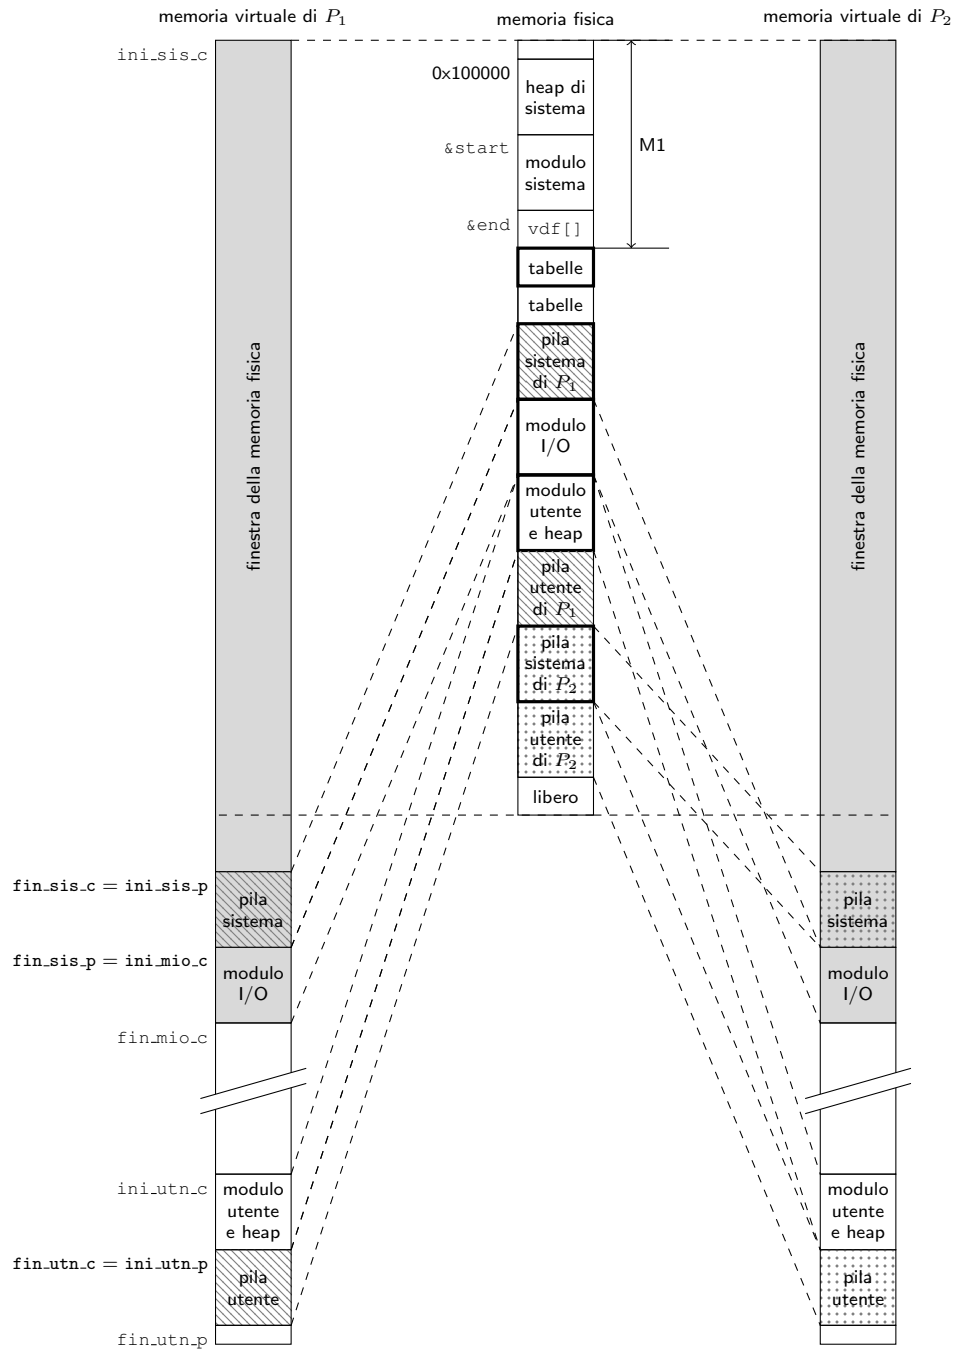 memoria virtuale di P1
memoria fisica
memoria virtuale di P2
ini_sis_c
0x100000
heap di
sistema
M1
&start
modulo
sistema
&end
vdf[]
tabelle
tabelle
pila
sistema
di P1
modulo
I/O
modulo
utente
e heap
pila
utente
di P1
pila
sistema
di P2
pila
utente
di P2
libero
finestra della memoria fisica
finestra della memoria fisica
fin_sis_c = ini_sis_p
pila
sistema
pila
sistema
fin_sis_p = ini_mio_c
modulo
I/O
modulo
I/O
fin_mio_c
ini_utn_c
modulo
utente
e heap
modulo
utente
e heap
fin_utn_c = ini_utn_p
pila
utente
pila
utente
fin_utn_p